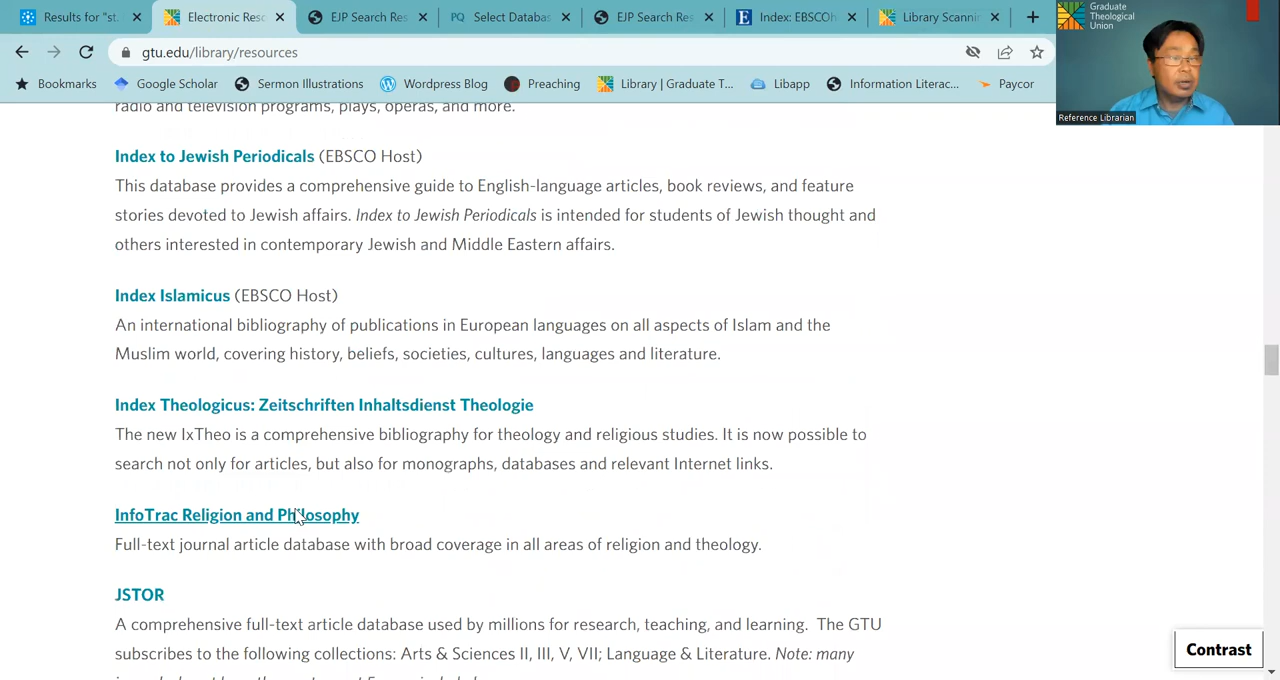 Results for "st
Electronic Reso
EJP Search Res
Select Databas
EJP Search Res
Index: EBSCOh
Library Scannin
gtu.edu/library/resources
Bookmarks
Google Scholar
Sermon Illustrations
Wordpress Blog
Preaching
Library | Graduate T...
Libapp
Information Literac...
Paycor
Graduate
Theological
Union
Reference Librarian
radio and television programs, plays, operas, and more.
Index to Jewish Periodicals (EBSCO Host)
This database provides a comprehensive guide to English-language articles, book reviews, and feature
stories devoted to Jewish affairs. Index to Jewish Periodicals is intended for students of Jewish thought and
others interested in contemporary Jewish and Middle Eastern affairs.
Index Islamicus (EBSCO Host)
An international bibliography of publications in European languages on all aspects of Islam and the
Muslim world, covering history, beliefs, societies, cultures, languages and literature.
Index Theologicus: Zeitschriften Inhaltsdienst Theologie
The new IxTheo is a comprehensive bibliography for theology and religious studies. It is now possible to
search not only for articles, but also for monographs, databases and relevant Internet links.
InfoTrac Religion and Philosophy
Full-text journal article database with broad coverage in all areas of religion and theology.
JSTOR
A comprehensive full-text article database used by millions for research, teaching, and learning. The GTU
subscribes to the following collections: Arts & Sciences II, III, V, VII; Language & Literature. Note: many
Contrast